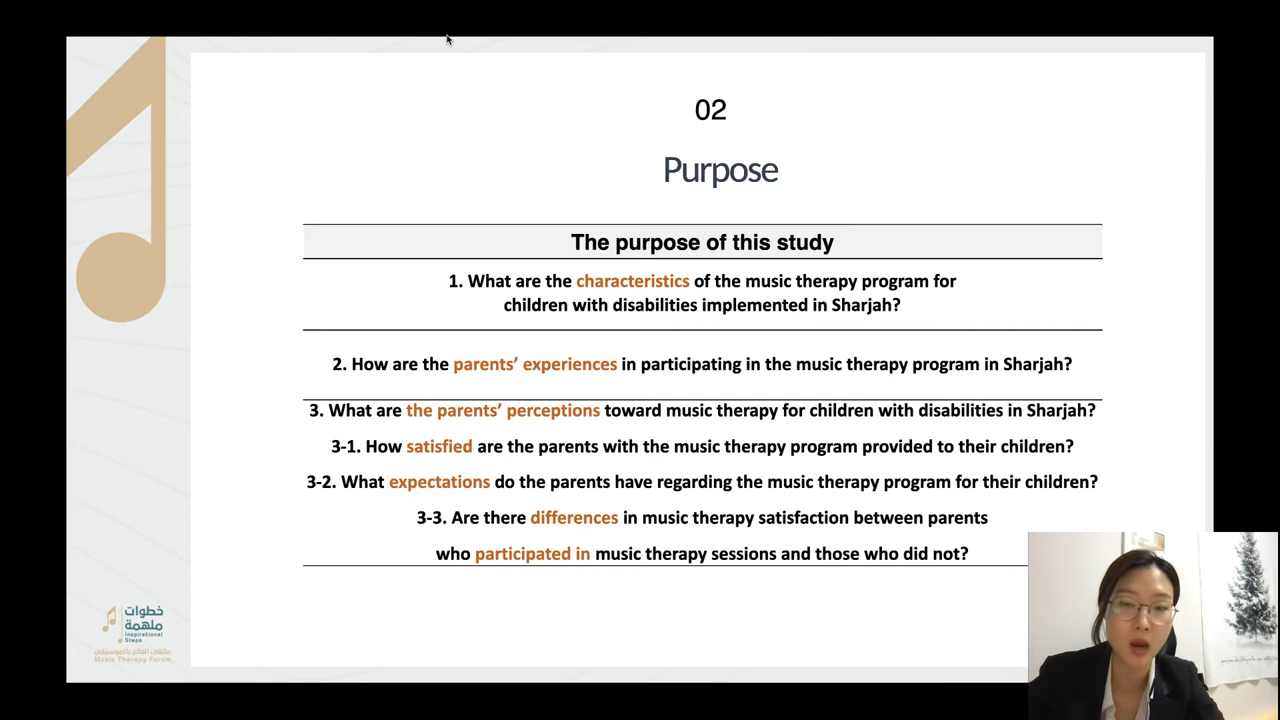 02
Purpose
The purpose of this study
1. What are the characteristics of the music therapy program for
children with disabilities implemented in Sharjah?
2. How are the parents’ experiences in participating in the music therapy program in Sharjah?
3. What are the parents’ perceptions toward music therapy for children with disabilities in Sharjah?
3-1. How satisfied are the parents with the music therapy program provided to their children?
3-2. What expectations do the parents have regarding the music therapy program for their children?
3-3. Are there differences in music therapy satisfaction between parents
who participated in music therapy sessions and those who did not?
خطوات
ملهمة
Inspirational
Steps
ملتقى العلاج بالموسيقى
Music Therapy Forum